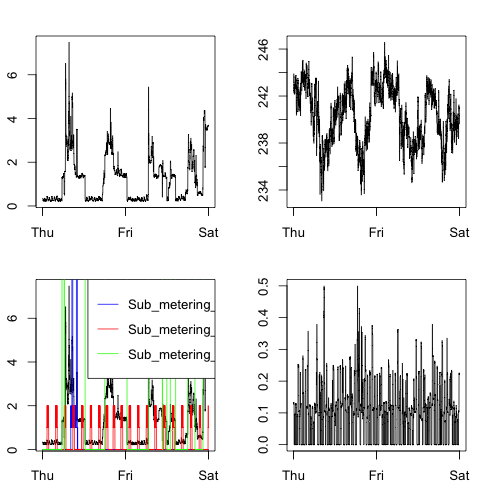 6
4
2
0
Thu Fri Sat
246
242
238
234
Thu Fri Sat
6
4
2
0
Sub_metering_
Sub_metering_
Sub_metering_
Thu Fri Sat
0.5
0.4
0.3
0.2
0.1
0.0
Thu Fri Sat